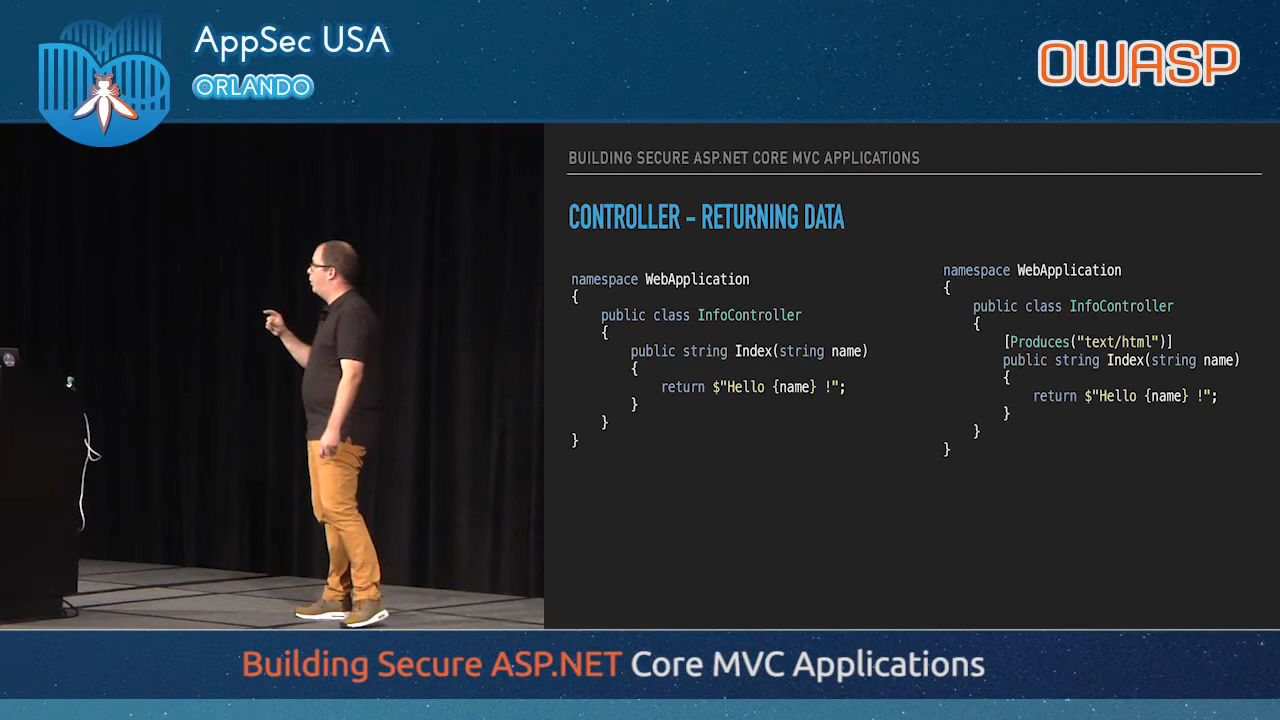 AppSec USA
ORLANDO
OWASP
BUILDING SECURE ASP.NET CORE MVC APPLICATIONS
CONTROLLER - RETURNING DATA
namespace WebApplication
{
public class InfoController
{
public string Index(string name)
{
return $"Hello {name} !";
}
}
}
namespace WebApplication
{
public class InfoController
{
[Produces("text/html")]
public string Index(string name)
{
return $"Hello {name} !";
}
}
}
Building Secure ASP.NET Core MVC Applications